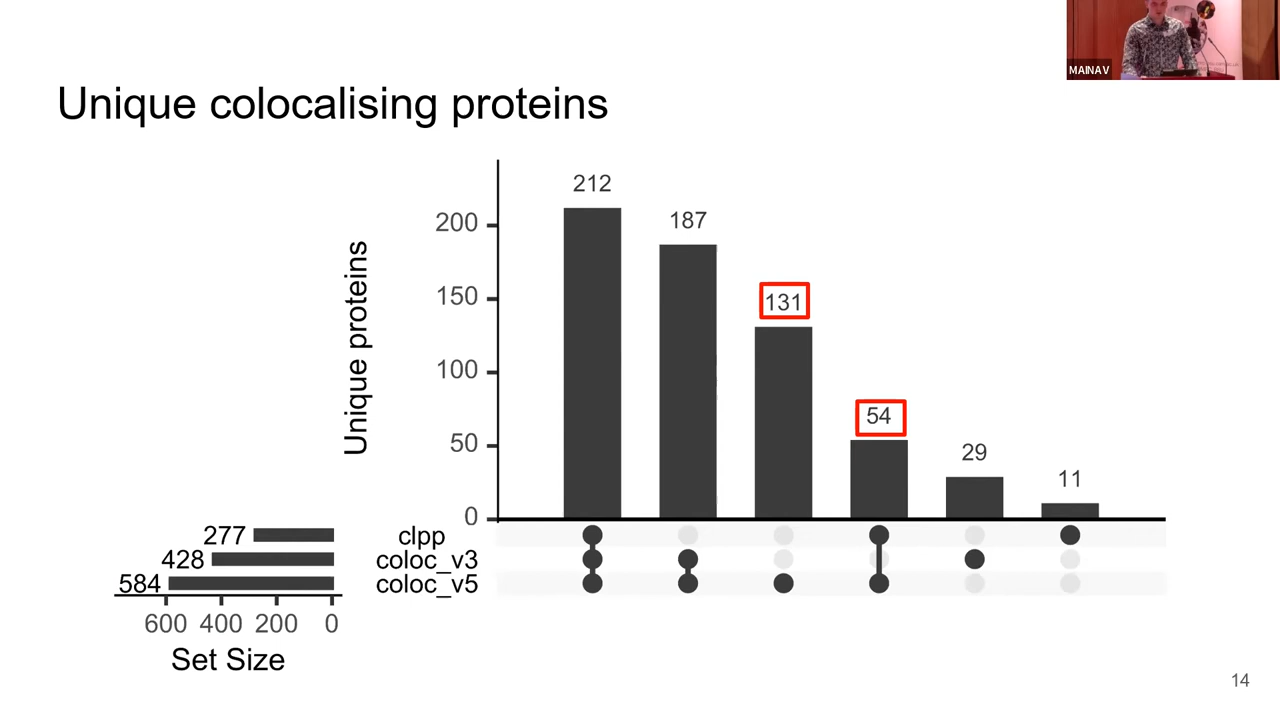 MAINAV
Unique colocalising proteins
212
187
131
54
29
11
200
150
100
50
0
Unique proteins
clpp
coloc_v3
coloc_v5
277
428
584
600 400 200 0
Set Size
14